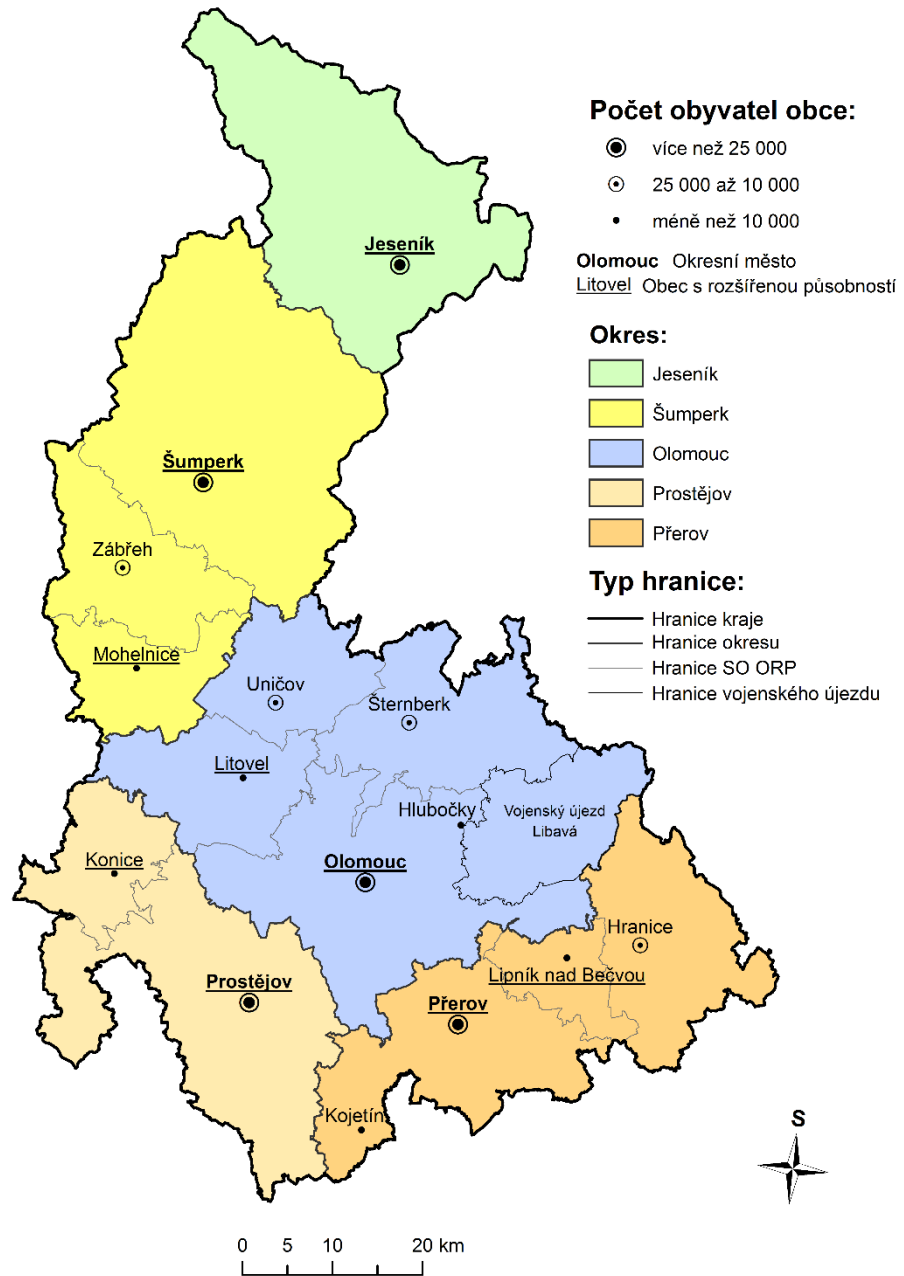 Počet obyvatel obce:
více než 25 000
25 000 až 10 000
méně než 10 000
Olomouc Okresní město
Litovel Obec s rozšířenou působností
Okres:
Jeseník
Šumperk
Olomouc
Prostějov
Přerov
Typ hranice:
Hranice kraje
Hranice okresu
Hranice SO ORP
Hranice vojenského újezdu
Jeseník
Šumperk
Zábřeh
Mohelnice
Uničov
Šternberk
Litovel
Hlubočky
Vojenský újezd
Libavá
Olomouc
Konice
Hranice
Lipník nad Bečvou
Prostějov
Přerov
Kojetín
S
0 5 10 20 km